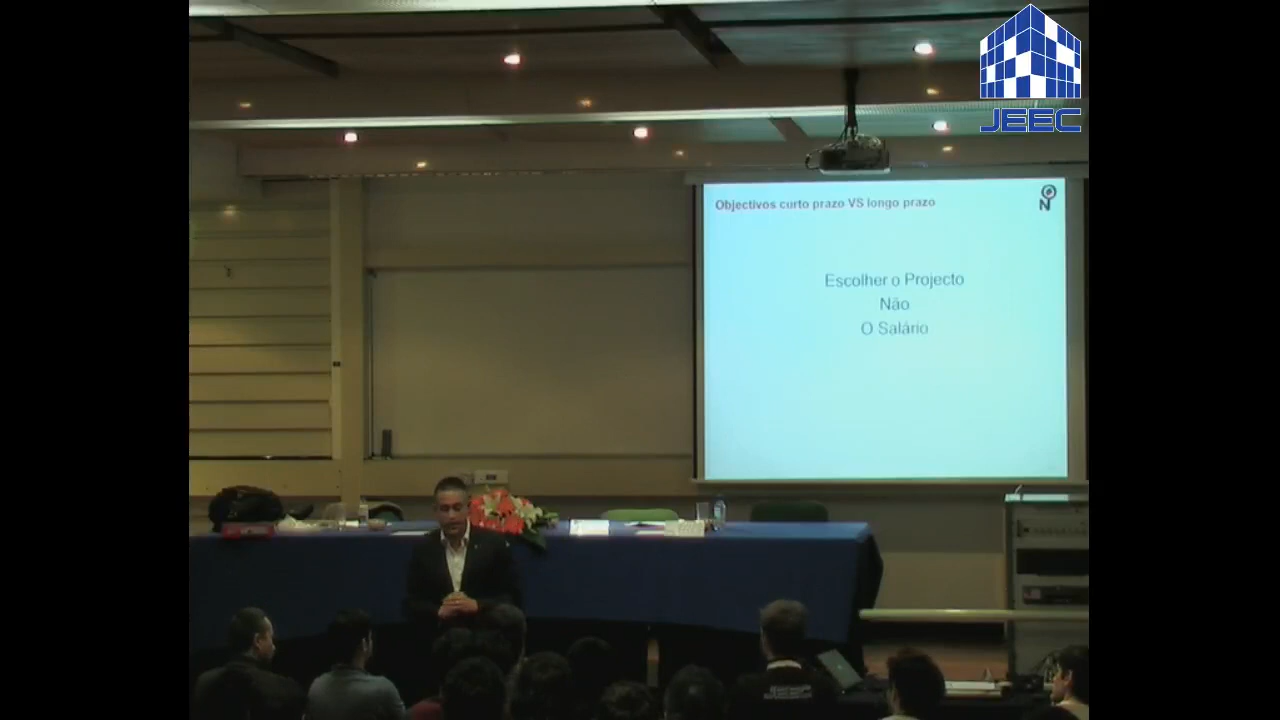 JEEC
Objectivos curto prazo VS longo prazo
N
Escolher o Projecto
Não
O Salário